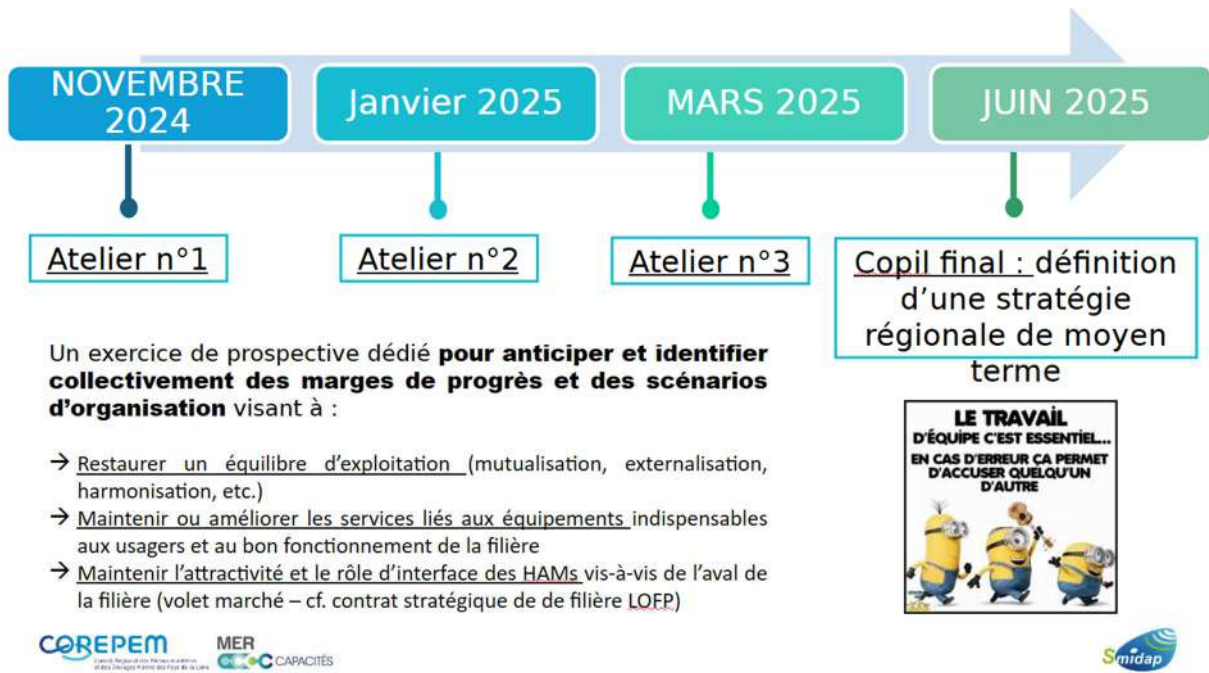 NOVEMBRE
2024
Janvier 2025
MARS 2025
JUIN 2025
Atelier n°1
Atelier n°2
Atelier n°3
Copil final : définition
d’une stratégie
régionale de moyen
terme
Un exercice de prospective dédié pour anticiper et identifier
collectivement des marges de progrès et des scénarios
d’organisation visant à :
→ Restaurer un équilibre d’exploitation (mutualisation, externalisation,
harmonisation, etc.)
→ Maintenir ou améliorer les services liés aux équipements indispensables
aux usagers et au bon fonctionnement de la filière
→ Maintenir l’attractivité et le rôle d’interface des HAMs vis-à-vis de l’aval de
la filière (volet marché – cf. contrat stratégique de de filière LOFP)
LE TRAVAIL
D'ÉQUIPE C'EST ESSENTIEL...
EN CAS D'ERREUR ÇA PERMET
D'ACCUSER QUELQU'UN
D'AUTRE
COREPEM
MER
CAPACITÉS
Smidap